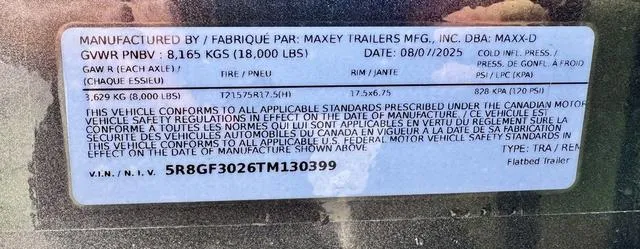 MANUFACTURED BY / FABRIQUÉ PAR: MAXEY TRAILERS MFG., INC. DBA: MAXX-D
GVWR PNBV : 8,165 KGS (18,000 LBS) DATE: 08/07/2025 COLD INFL. PRESS /
GAW R (EACH AXLE) / TIRE / PNEU RIM / JANTE PRESS. DE GONFL. À FROID
(CHAQUE ESSIEU) PSI / LPC (KPA)
3,629 KG (8,000 LBS) T21575R17.5(H) 17.5x6.75 828 KPA (120 PSI)
THIS VEHICLE CONFORMS TO ALL APPLICABLE STANDARDS PRESCRIBED UNDER THE CANADIAN MOTOR
VEHICLE SAFETY REGULATIONS IN EFFECT ON THE DATE OF MANUFACTURE. / CE VÉHICULE EST
CONFORME A TOUTES LES NORMES QUI LUI SONT APPLICABLES EN VERTU DU REGLEMENT SUR LA
SÉCURITÉ DES VÉHICULES AUTOMOBILES DU CANADA EN VIGUEUR A LA DATE DE SA FABRICATION
THIS VEHICLE CONFORMS TO ALL APPLICABLE U.S. FEDERAL MOTOR VEHICLE SAFETY STANDARDS IN
EFFECT ON THE DATE OF MANUFACTURE SHOWN ABOVE. TYPE: TRA / REM
V.I.N. / N.I.V. 5R8GF3026TM130399 Flatbed Trailer